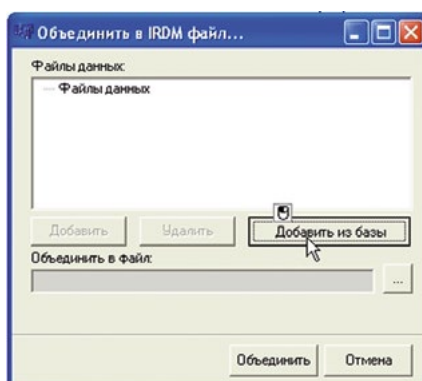 Объединить в IRDM файл...
Файлы данных:
Файлы данных
Добавить Удалить Добавить из базы
Объединить в файл:
...
Объединить Отмена